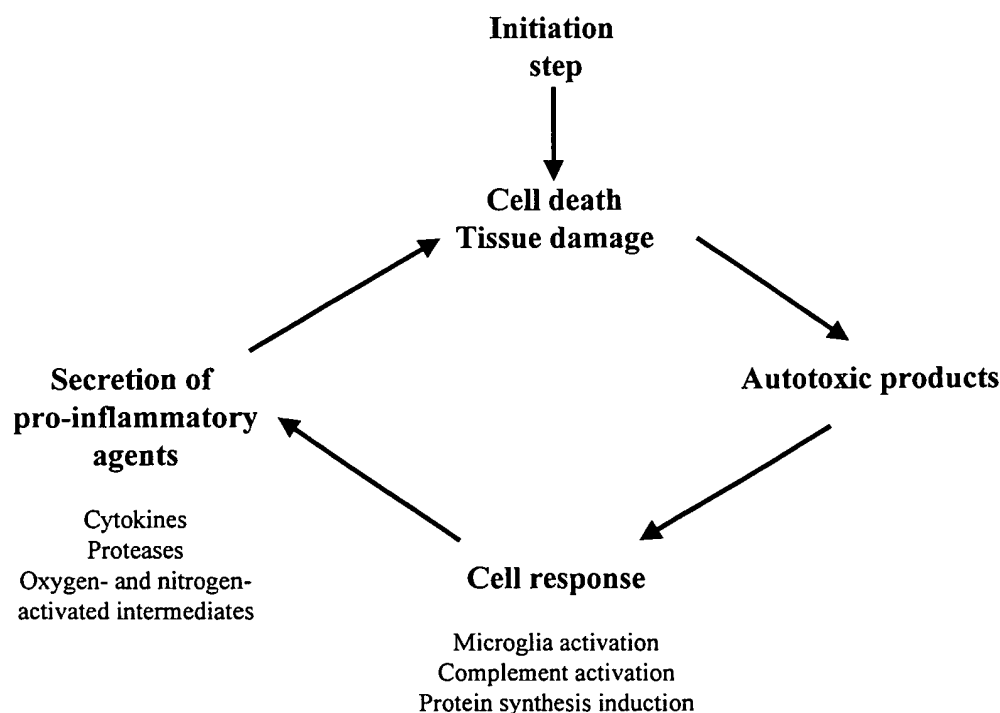 Initiation
step
Cell death
Tissue damage
Autotoxic products
Cell response
Microglia activation
Complement activation
Protein synthesis induction
Secretion of
pro-inflammatory
agents
Cytokines
Proteases
Oxygen- and nitrogen-
activated intermediates